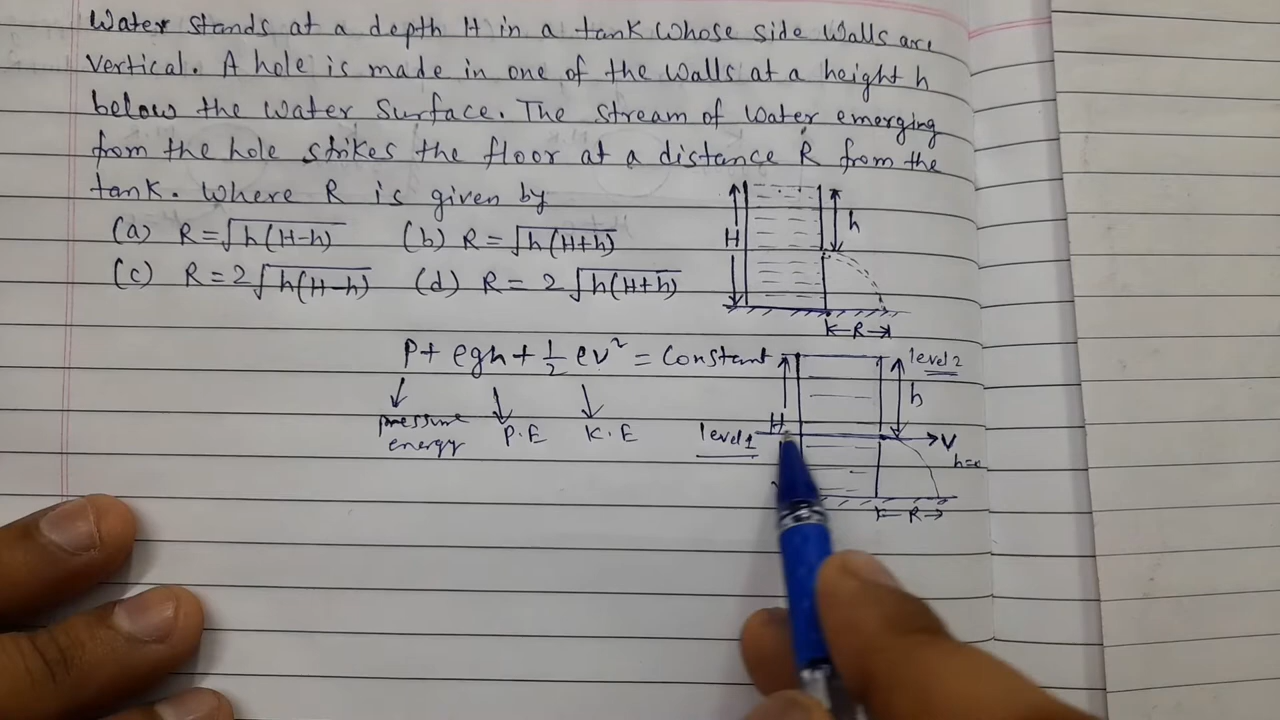 Water stands at a depth H in a tank whose side walls are
vertical. A hole is made in one of the walls at a height h
below the water surface. The stream of water emerging
from the hole strikes the floor at a distance R from the
tank. Where R is given by
(a) R=√h(H-h) (b) R=√h(H+h)
(c) R=2√h(H-h) (d) R= 2√h(H+h)
H
h
R
P+ ρgh + 1/2 ρv² = Constant
pressure energy
P.E
K.E
level 2
h
H
level 1
V
R